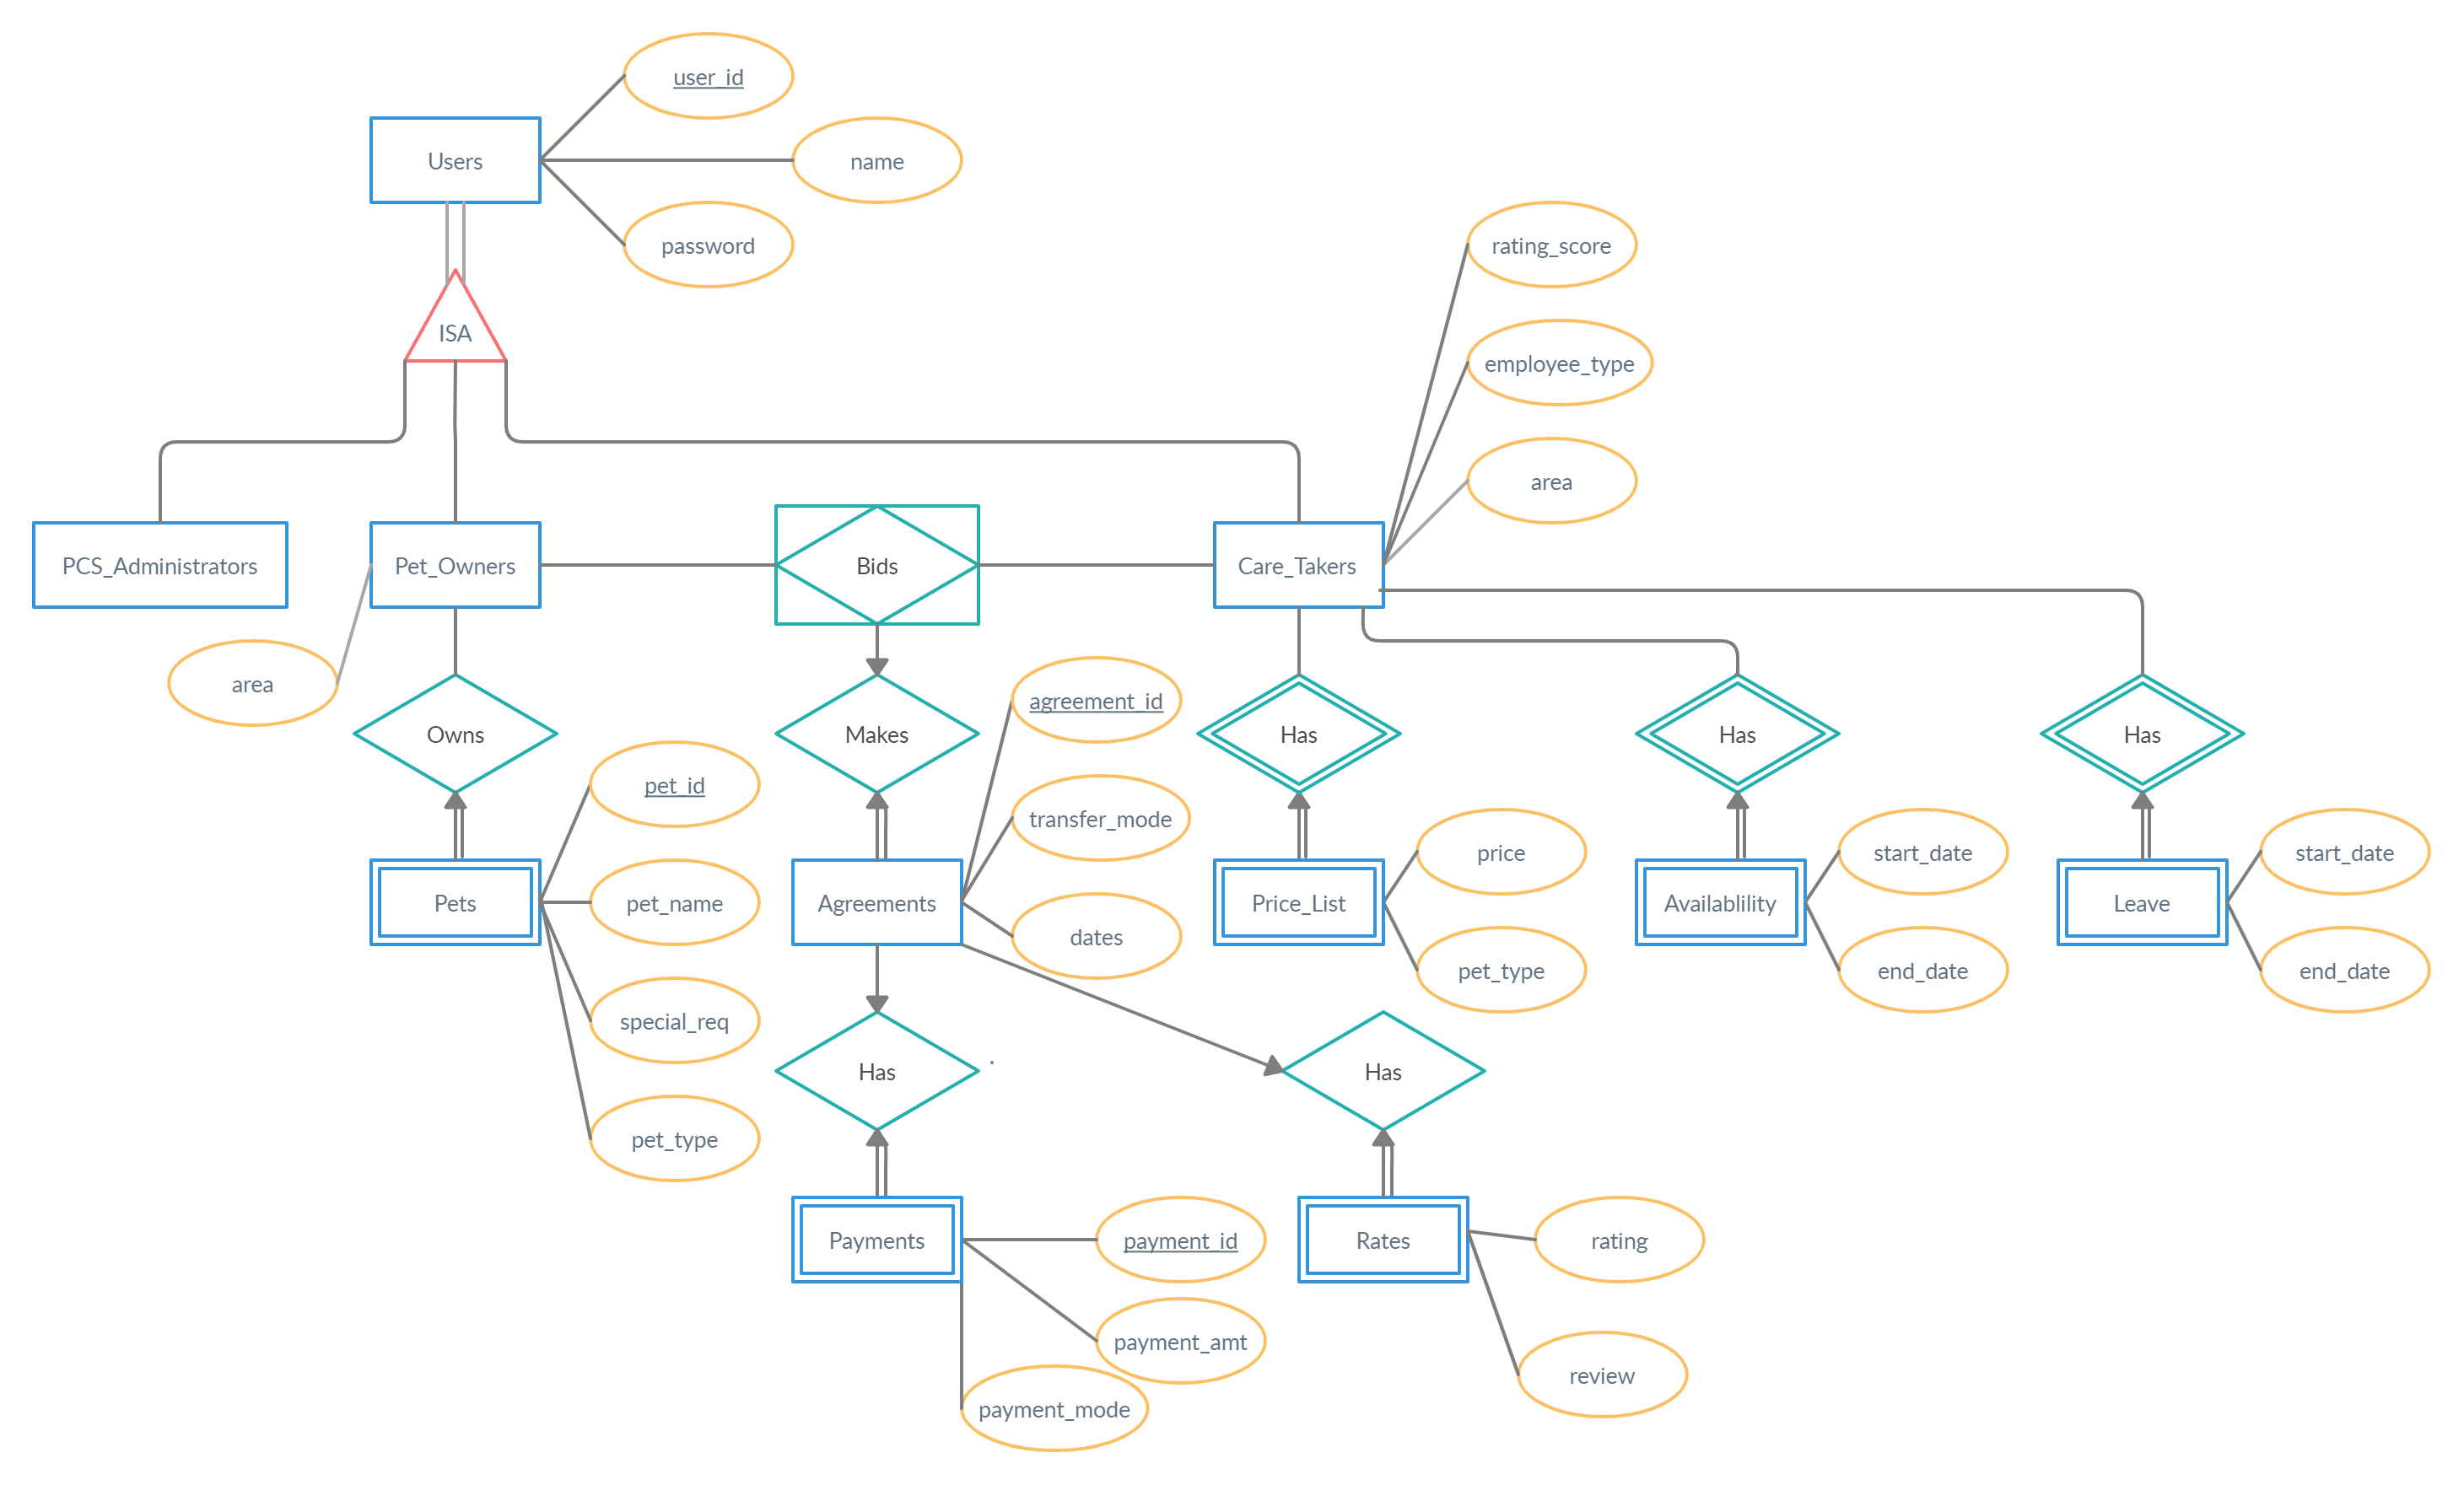 user_id
Users
name
password
rating_score
ISA
employee_type
area
PCS_Administrators
Pet_Owners
Bids
Care_Takers
area
agreement_id
Owns
Makes
Has
Has
Has
pet_id
transfer_mode
price
start_date
start_date
Pets
pet_name
Agreements
dates
Price_List
Availablility
Leave
pet_type
end_date
end_date
special_req
Has
Has
pet_type
Payments
payment_id
Rates
rating
payment_amt
review
payment_mode